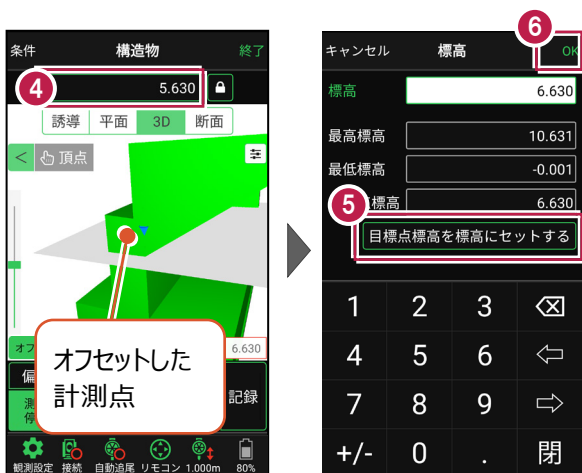 条件 構造物 終了
4 5.630
誘導 平面 3D 断面
< 頂点
オフ 6.630
オフセットした
計測点
偏
測
停
記録
観測設定 接続 自動追尾 リモコン 1.000m 80%
6
キャンセル 標高 OK
標高 6.630
最高標高 10.631
最低標高 -0.001
5 標高 6.630
目標点標高を標高にセットする
1 2 3
4 5 6
7 8 9
+/- 0 . 閉